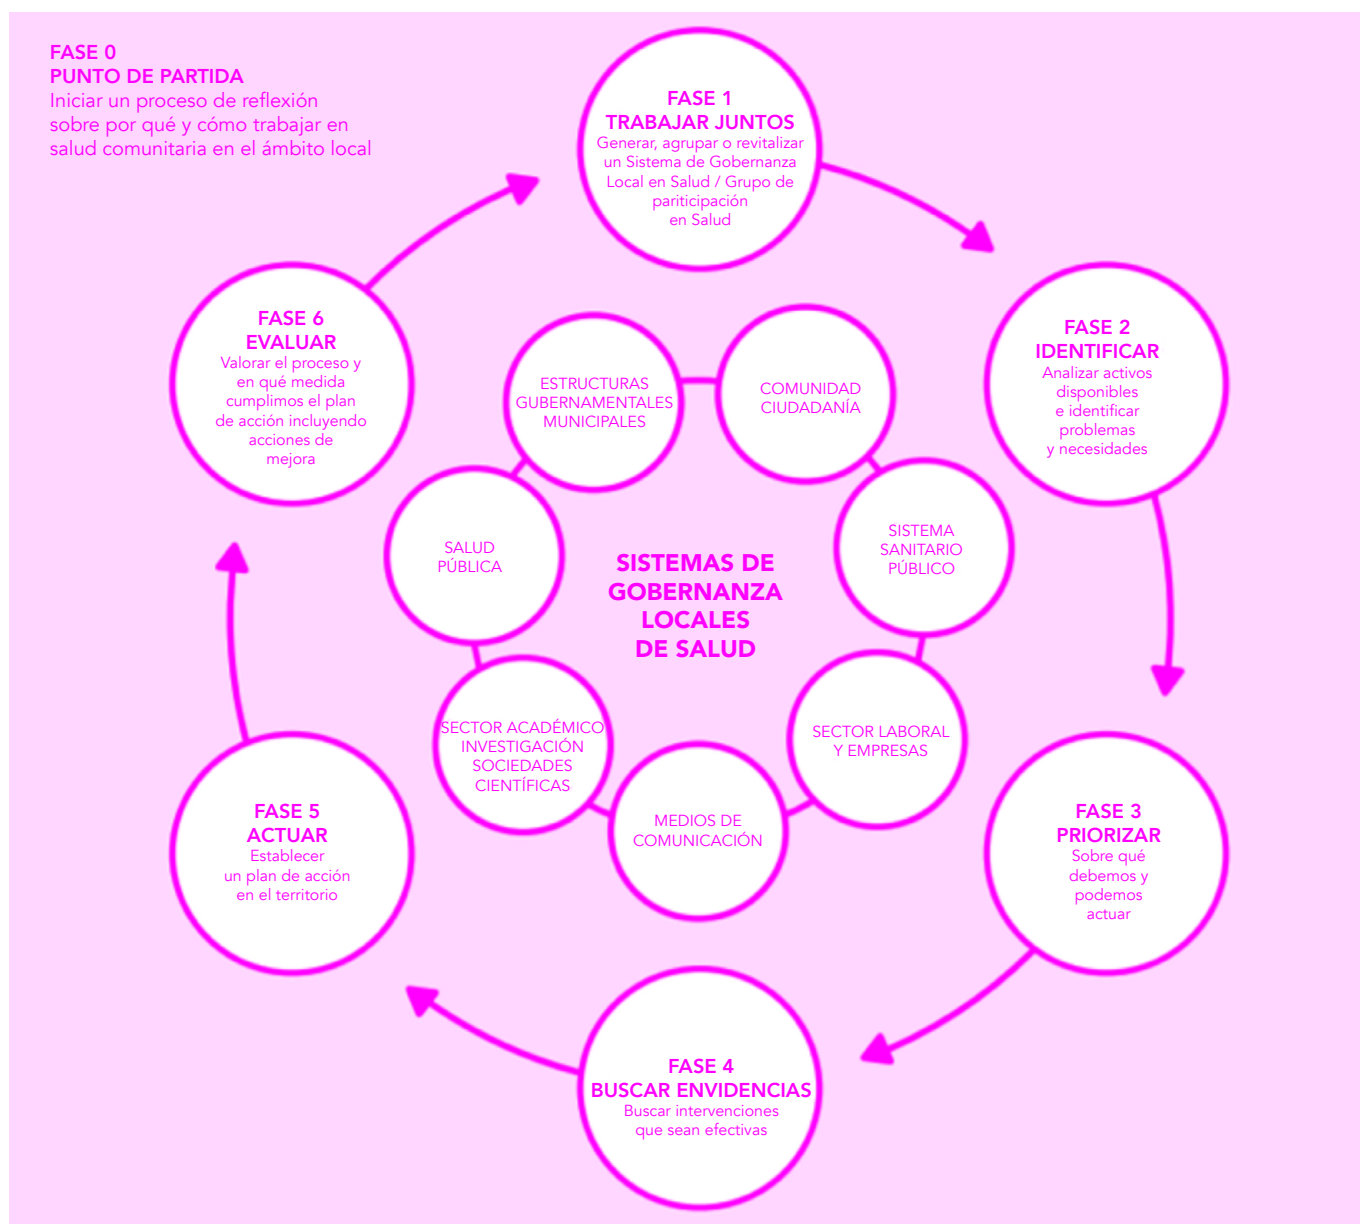 FASE 0
PUNTO DE PARTIDA
Iniciar un proceso de reflexión
sobre por qué y cómo trabajar en
salud comunitaria en el ámbito local
FASE 1
TRABAJAR JUNTOS
Generar, agrupar o revitalizar
un Sistema de Gobernanza
Local en Salud / Grupo de
pariticipación
en Salud
FASE 2
IDENTIFICAR
Analizar activos
disponibles
e identificar
problemas
y necesidades
FASE 3
PRIORIZAR
Sobre qué
debemos y
podemos
actuar
FASE 4
BUSCAR ENVIDENCIAS
Buscar intervenciones
que sean efectivas
FASE 5
ACTUAR
Establecer
un plan de acción
en el territorio
FASE 6
EVALUAR
Valorar el proceso y
en qué medida
cumplimos el plan
de acción incluyendo
acciones de
mejora
ESTRUCTURAS
GUBERNAMENTALES
MUNICIPALES
COMUNIDAD
CIUDADANÍA
SISTEMA
SANITARIO
PÚBLICO
SECTOR LABORAL
Y EMPRESAS
MEDIOS DE
COMUNICACIÓN
SECTOR ACADÉMICO
INVESTIGACIÓN
SOCIEDADES
CIENTÍFICAS
SALUD
PÚBLICA
SISTEMAS DE
GOBERNANZA
LOCALES
DE SALUD